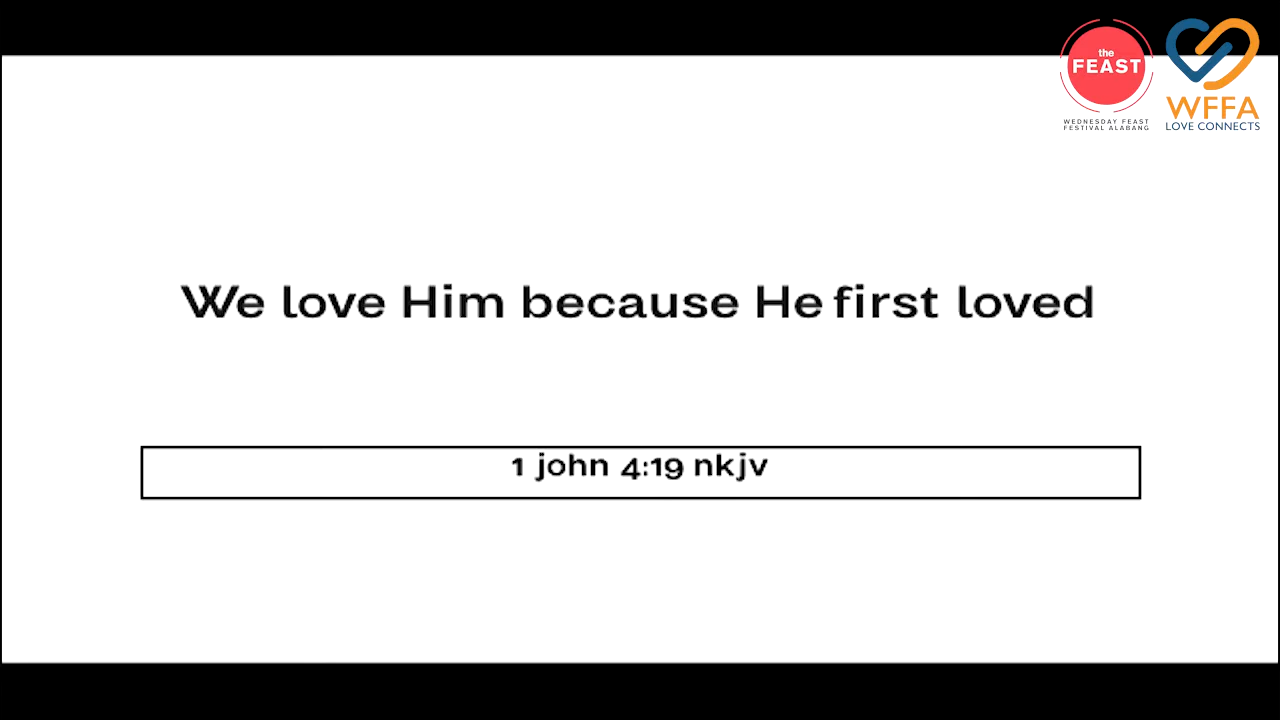 the
FEAST
WEDNESDAY FEAST
FESTIVAL ALABANG
WFFA
LOVE CONNECTS
We love Him because He first loved
1 john 4:19 nkjv